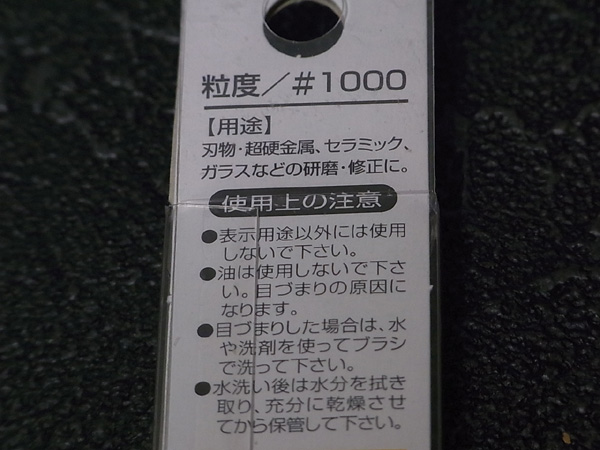 粒度／#1000
【用途】
刃物・超硬金属、セラミック、
ガラスなどの研磨・修正に。
使用上の注意
●表示用途以外には使用
しないで下さい。
●油は使用しないで下さ
い。目づまりの原因に
なります。
●目づまりした場合は、水
や洗剤を使ってブラシ
で洗って下さい。
●水洗い後は水分を拭き
取り、充分に乾燥させ
てから保管して下さい。